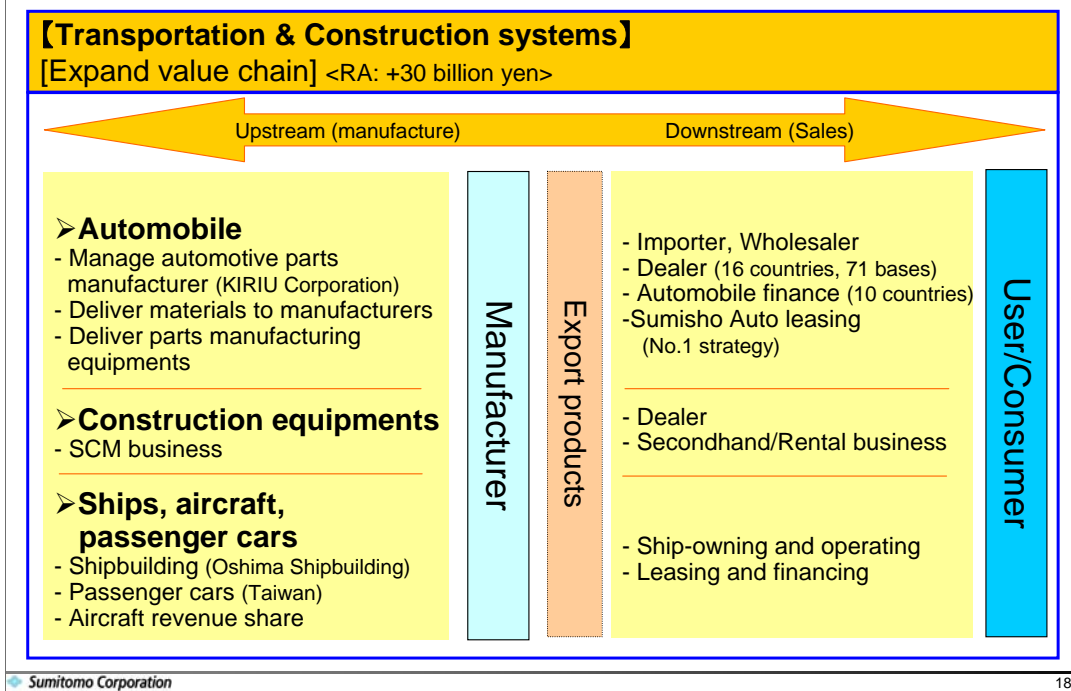 【Transportation & Construction systems】
[Expand value chain] <RA: +30 billion yen>
Upstream (manufacture)
Downstream (Sales)
➢Automobile
- Manage automotive parts
manufacturer (KIRIU Corporation)
- Deliver materials to manufacturers
- Deliver parts manufacturing
equipments
➢Construction equipments
- SCM business
➢Ships, aircraft,
passenger cars
- Shipbuilding (Oshima Shipbuilding)
- Passenger cars (Taiwan)
- Aircraft revenue share
Manufacturer
Export products
- Importer, Wholesaler
- Dealer (16 countries, 71 bases)
- Automobile finance (10 countries)
-Sumisho Auto leasing
(No.1 strategy)
- Dealer
- Secondhand/Rental business
- Ship-owning and operating
- Leasing and financing
User/Consumer
Sumitomo Corporation
18